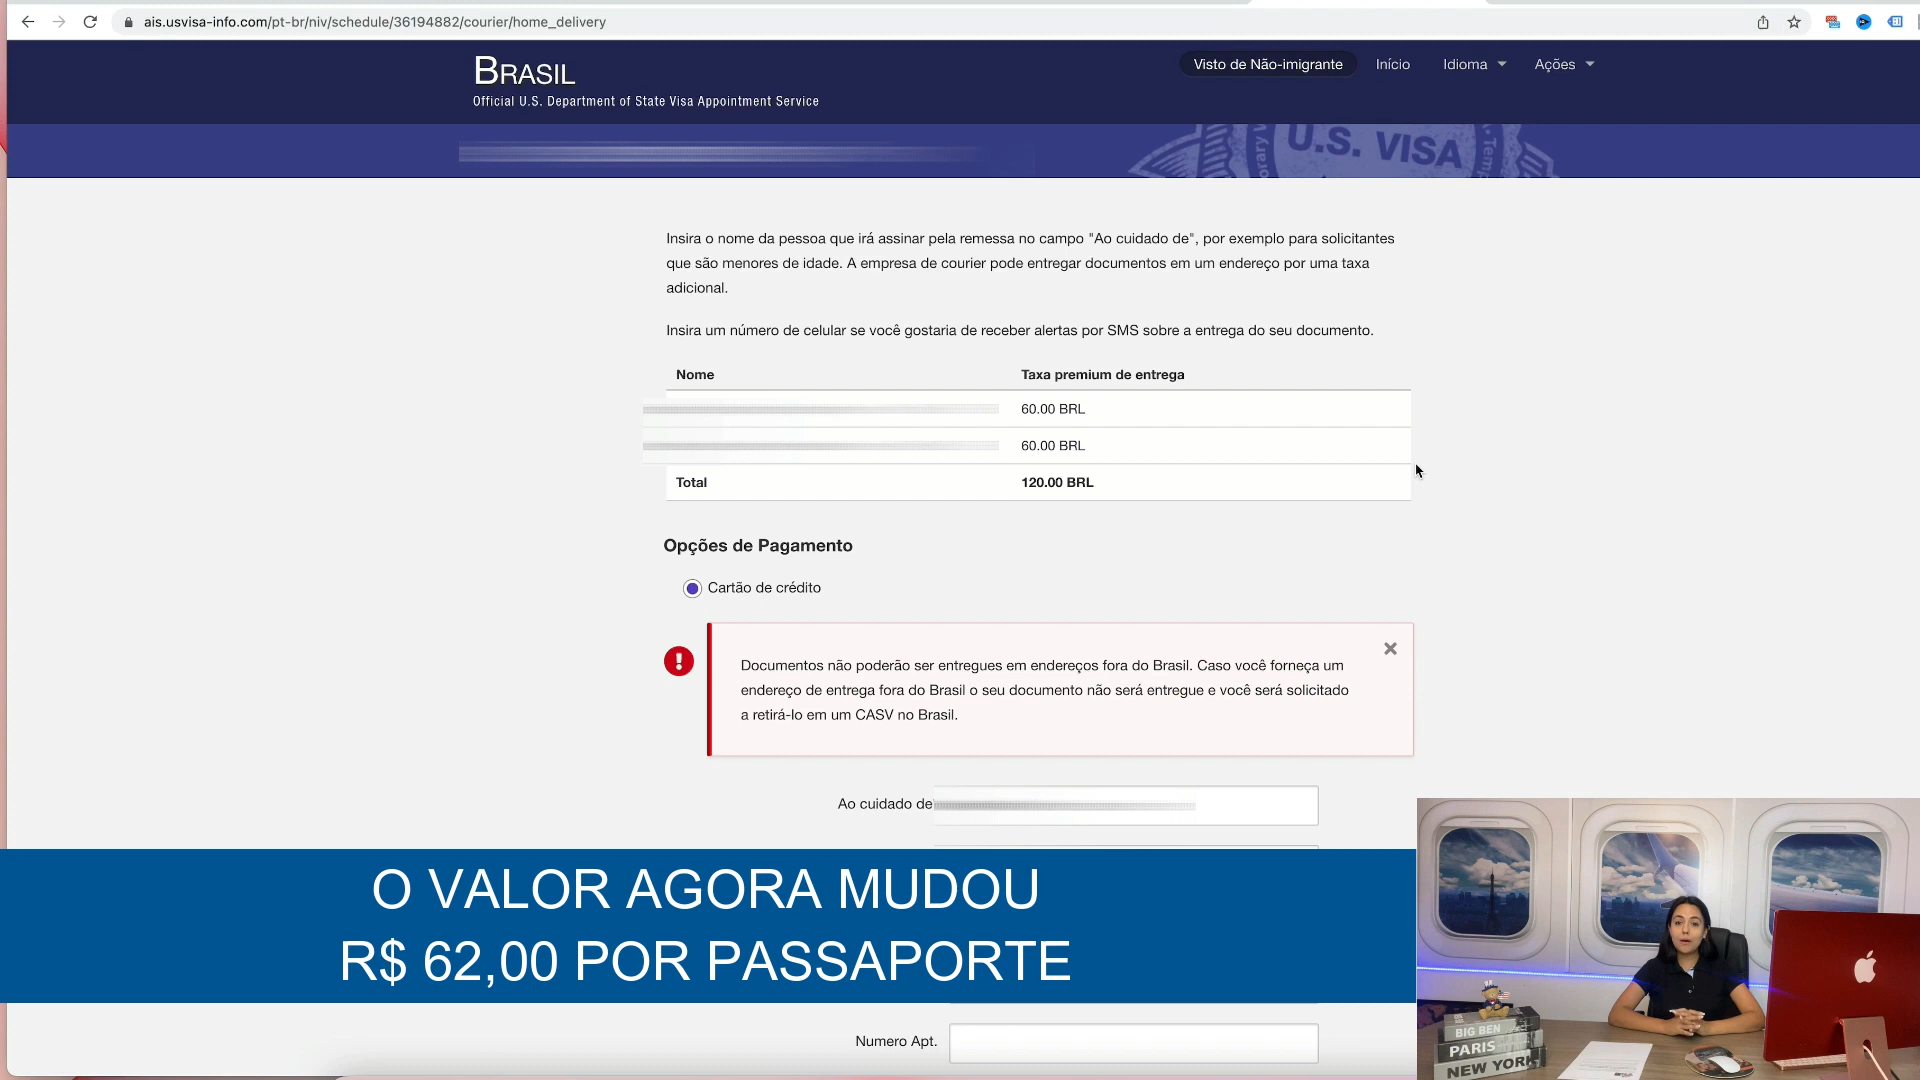 ais.usvisa-info.com/pt-br/niv/schedule/36194882/courier/home_delivery
BRASIL
Official U.S. Department of State Visa Appointment Service
Visto de Não-imigrante
Início
Idioma
Ações
U.S. VISA
Insira o nome da pessoa que irá assinar pela remessa no campo "Ao cuidado de", por exemplo para solicitantes
que são menores de idade. A empresa de courier pode entregar documentos em um endereço por uma taxa
adicional.
Insira um número de celular se você gostaria de receber alertas por SMS sobre a entrega do seu documento.
Nome Taxa premium de entrega
60.00 BRL
60.00 BRL
Total 120.00 BRL
Opções de Pagamento
Cartão de crédito
Documentos não poderão ser entregues em endereços fora do Brasil. Caso você forneça um
endereço de entrega fora do Brasil o seu documento não será entregue e você será solicitado
a retirá-lo em um CASV no Brasil.
Ao cuidado de
O VALOR AGORA MUDOU
R$ 62,00 POR PASSAPORTE
Numero Apt.
BIG BEN
PARIS
NEW YORK